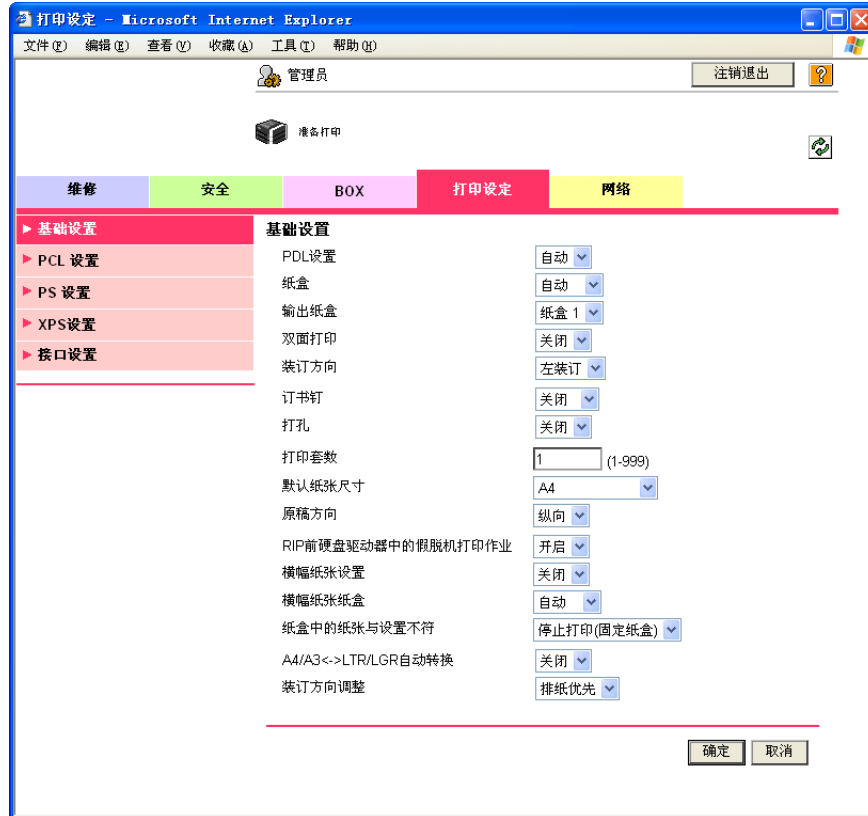 打印设定 - Microsoft Internet Explorer
文件(F) 编辑(E) 查看(V) 收藏(A) 工具(T) 帮助(H)
管理员 注销退出 ?
准备打印
维修 安全 BOX 打印设定 网络
基础设置
PCL 设置
PS 设置
XPS设置
接口设置
基础设置
PDL设置 自动
纸盒 自动
输出纸盒 纸盒 1
双面打印 关闭
装订方向 左装订
订书钉 关闭
打孔 关闭
打印套数 1 (1-999)
默认纸张尺寸 A4
原稿方向 纵向
RIP前硬盘驱动器中的假脱机打印作业 开启
横幅纸张设置 关闭
横幅纸张纸盒 自动
纸盒中的纸张与设置不符 停止打印(固定纸盒)
A4/A3<->LTR/LGR自动转换 关闭
装订方向调整 排纸优先
确定 取消